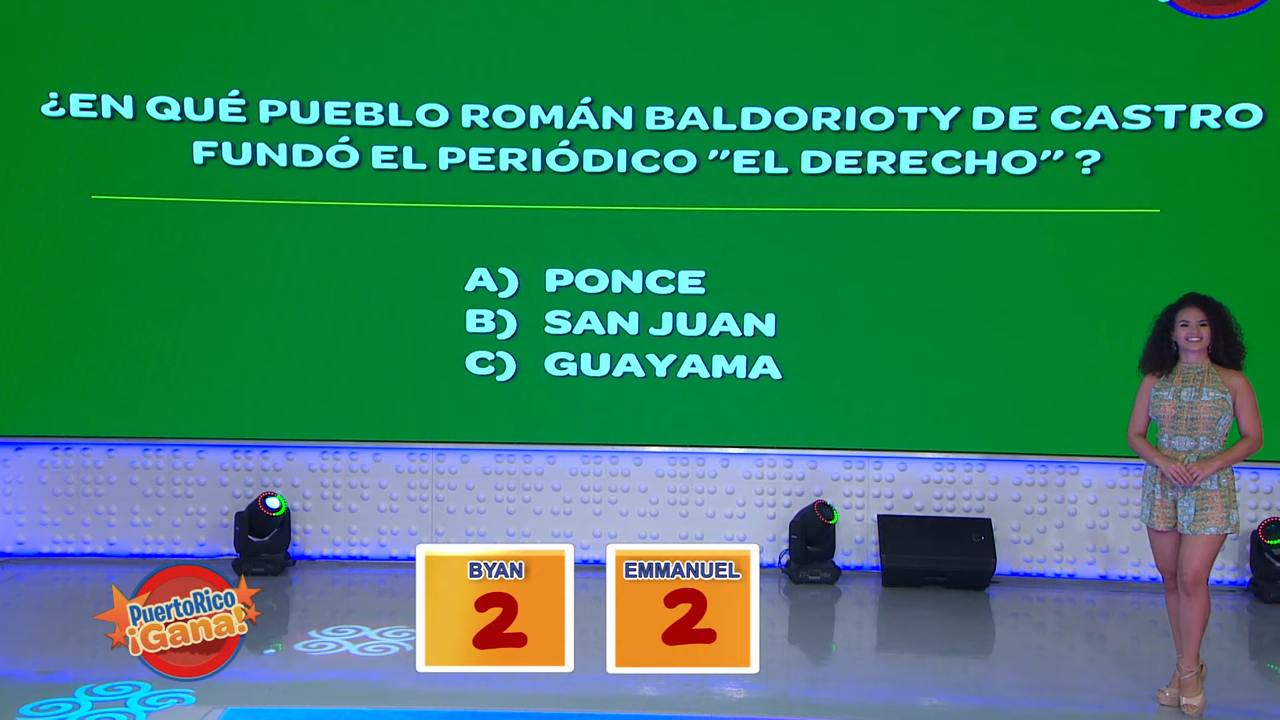 ¿EN QUÉ PUEBLO ROMÁN BALDORIOTY DE CASTRO
FUNDÓ EL PERIÓDICO "EL DERECHO" ?
A) PONCE
B) SAN JUAN
C) GUAYAMA
BYAN
2
EMMANUEL
2
PuertoRico
¡Gana!